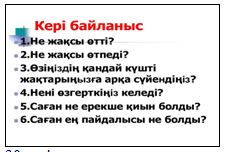 Кері байланыс
1.Не жақсы өтті?
2.Не жақсы өтпеді?
3.Өзіңіздің қандай күшті
жақтарыңызға арқа сүйендіңіз?
4.Нені өзгерткіңіз келеді?
5.Саған не ерекше қиын болды?
6.Саған ең пайдалысы не болды?